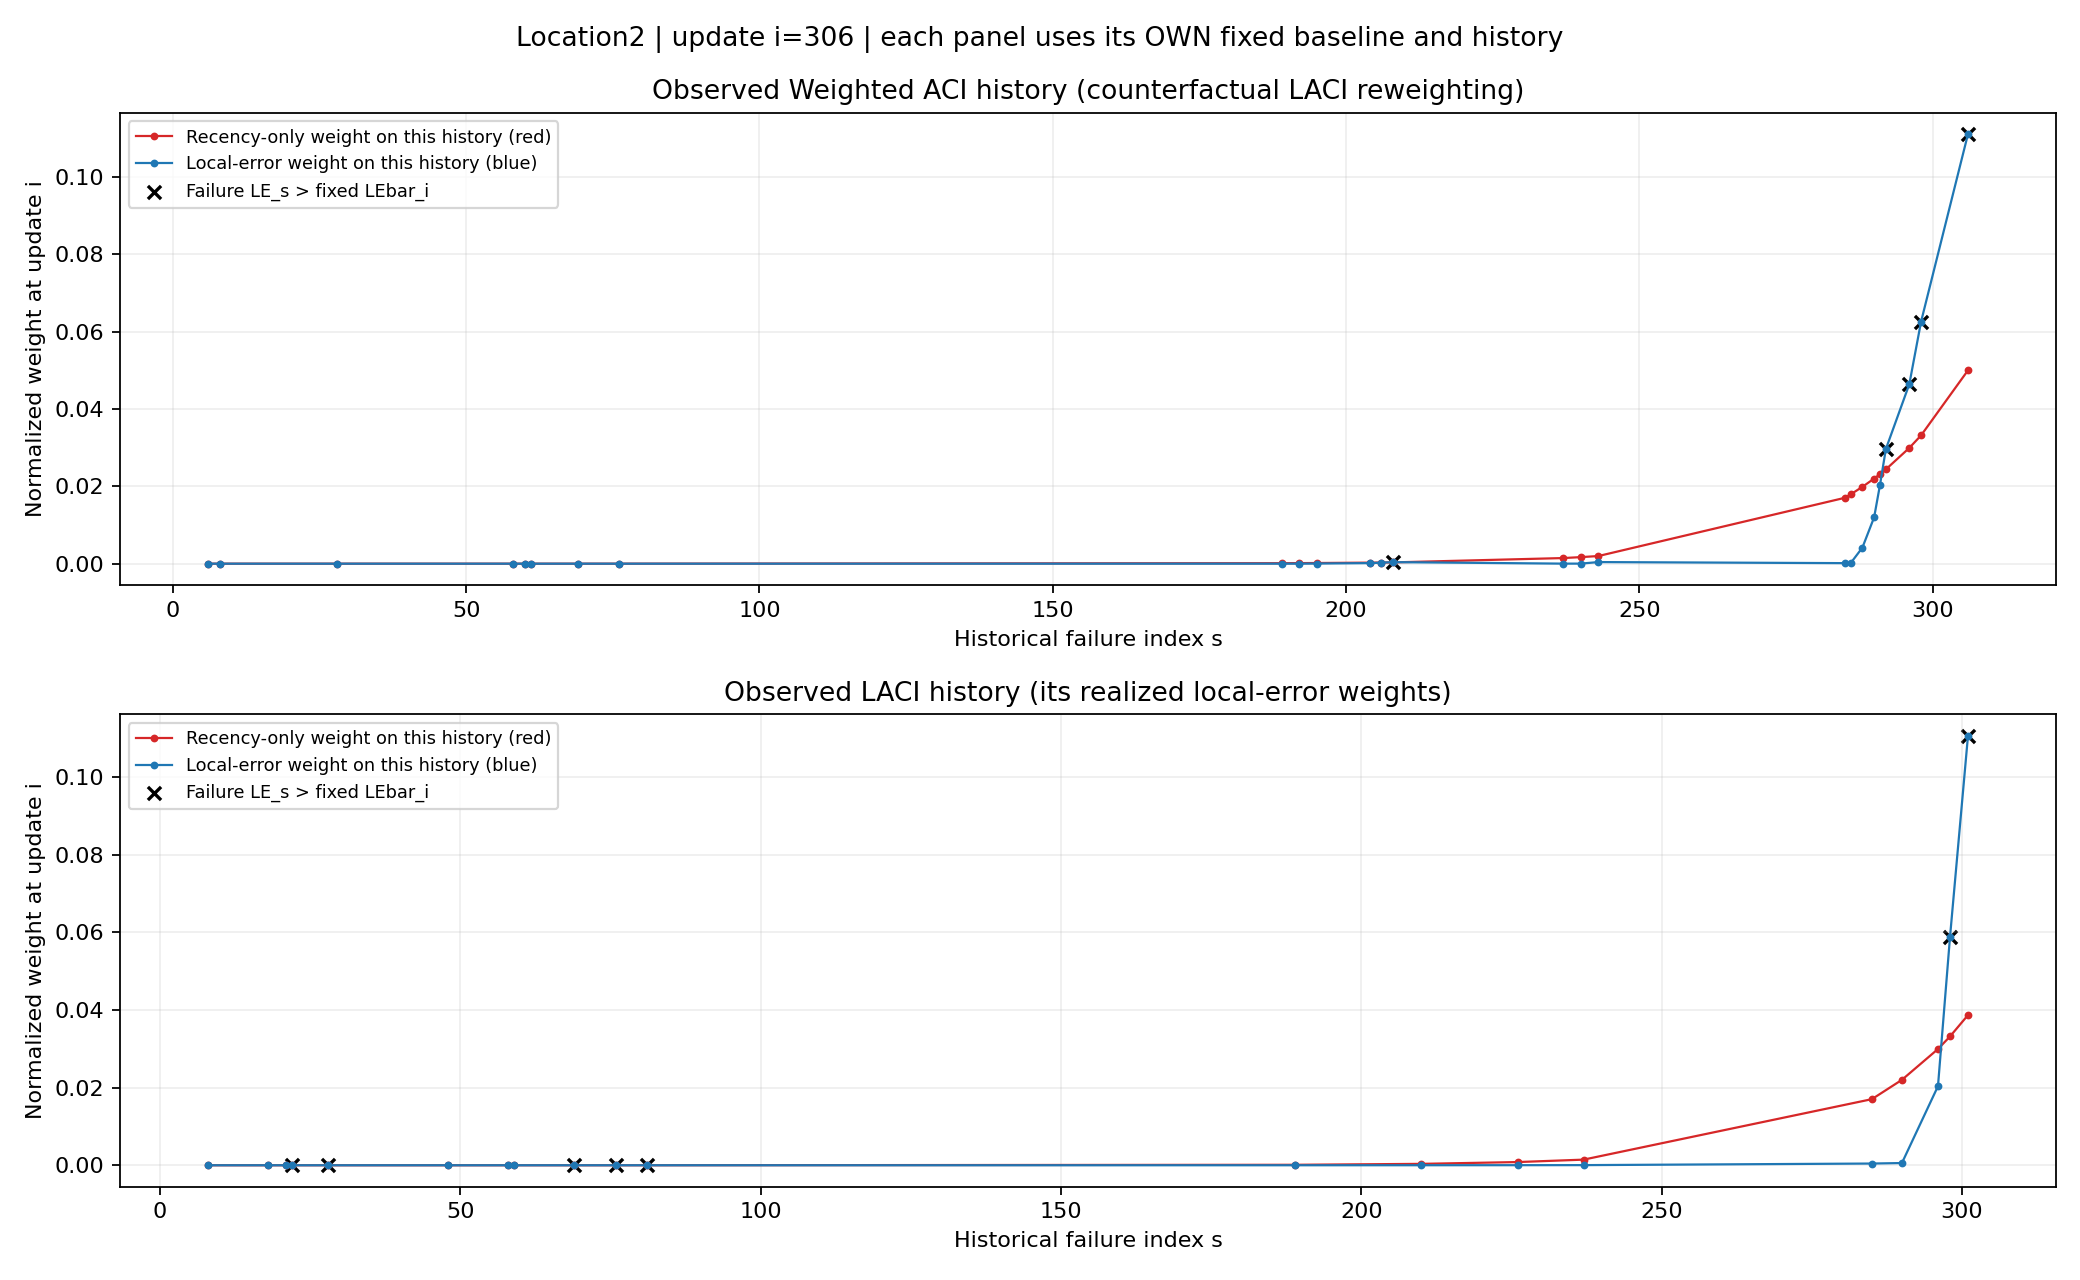 Location2 | update i=306 | each panel uses its OWN fixed baseline and history
Observed Weighted ACI history (counterfactual LACI reweighting)
Recency-only weight on this history (red)
Local-error weight on this history (blue)
Failure LE_s > fixed LEbar_i
Normalized weight at update i
0.10
0.08
0.06
0.04
0.02
0.00
0 50 100 150 200 250 300
Historical failure index s
Observed LACI history (its realized local-error weights)
Recency-only weight on this history (red)
Local-error weight on this history (blue)
Failure LE_s > fixed LEbar_i
Normalized weight at update i
0.10
0.08
0.06
0.04
0.02
0.00
0 50 100 150 200 250 300
Historical failure index s